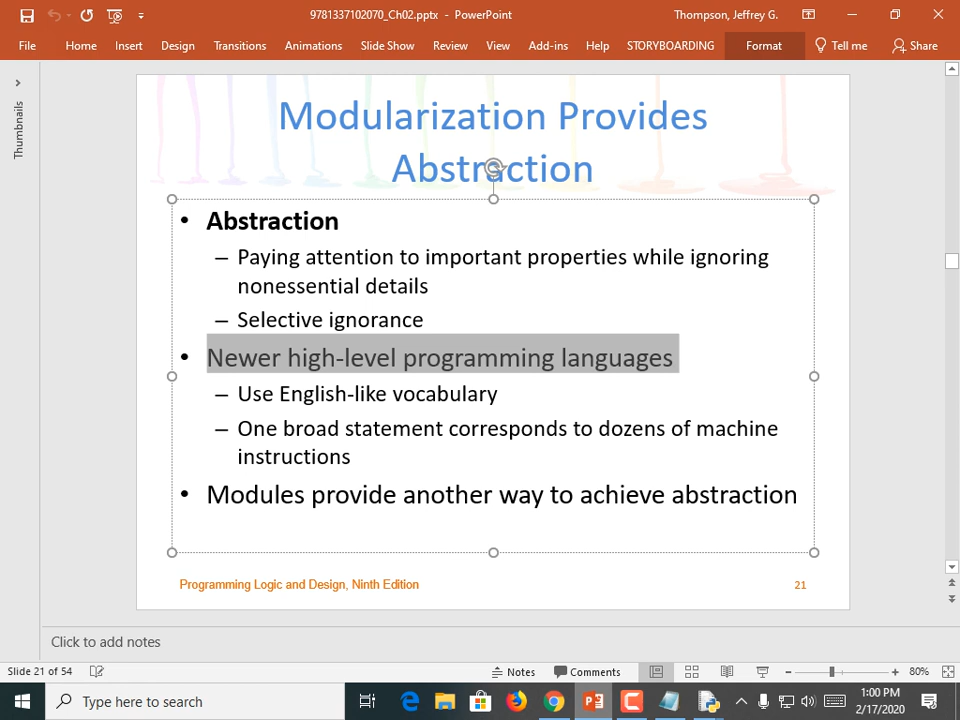 9781337102070_Ch02.pptx - PowerPoint
Thompson, Jeffrey G.
File Home Insert Design Transitions Animations Slide Show Review View Add-ins Help STORYBOARDING Format Tell me Share
Thumbnails
Modularization Provides
Abstraction
• Abstraction
– Paying attention to important properties while ignoring
nonessential details
– Selective ignorance
• Newer high-level programming languages
– Use English-like vocabulary
– One broad statement corresponds to dozens of machine
instructions
• Modules provide another way to achieve abstraction
Programming Logic and Design, Ninth Edition
21
Click to add notes
Slide 21 of 54
Notes Comments
80%
Type here to search
1:00 PM
2/17/2020